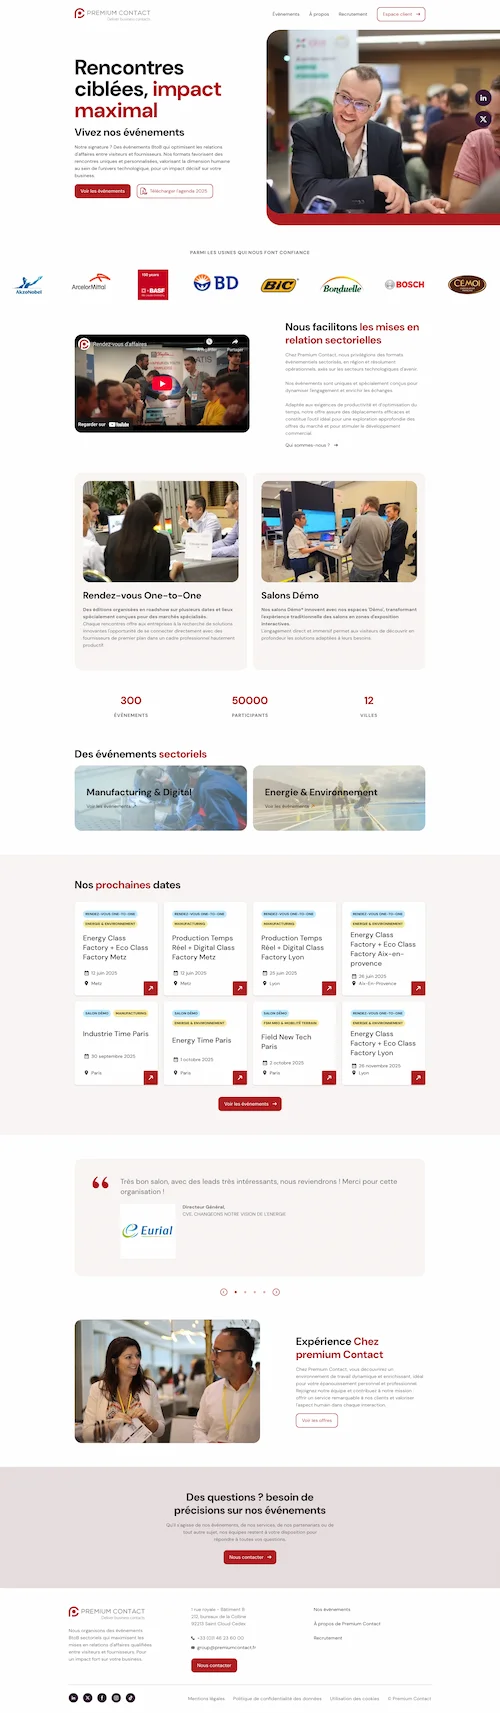 PREMIUM CONTACT
Deliver business contacts
Evénements
À propos
Recrutement
Espace client
Rencontres
ciblées, impact
maximal
Vivez nos événements
Notre signature ? Des événements BtoB qui optimisent les relations
d'affaires entre visiteurs et fournisseurs. Nos formats favorisent des
rencontres uniques et personnalisées, valorisant la dimension humaine
au sein de l'univers technologique, pour un impact décisif sur votre
business.
Voir les événements
Télécharger l'agenda 2025
PARMI LES USINES QUI NOUS FONT CONFIANCE
AkzoNobel
ArcelorMittal
150 years
BASF
BD
BIC
Bonduelle
BOSCH
CÉMOI
Rendez-vous d'affaires
Partager
Regarder sur YouTube
Nous facilitons les mises en
relation sectorielles
Chez Premium Contact, nous privilégions des formats
événementiels sectoriels, en région et résolument
opérationnels, axés sur les secteurs technologiques d'avenir.
Nos événements sont uniques et spécialement conçus pour
dynamiser l'engagement et enrichir les échanges.
Adaptée aux exigences de productivité et d'optimisation du
temps, notre offre assure des déplacements efficaces et
constitue l'outil idéal pour une exploration approfondie des
offres du marché et pour stimuler le développement
commercial.
Qui sommes-nous ?
Rendez-vous One-to-One
Des éditions organisées en roadshow sur plusieurs dates et lieux
spécialement conçues pour des marchés spécialisés.
Chaque rencontres offre aux entreprises à la recherche de solutions
innovantes l'opportunité de se connecter directement avec des
fournisseurs de premier plan dans un cadre professionnel hautement
productif.
Salons Démo
Nos salons Démo* innovent avec nos espaces 'Démo', transformant
l'expérience traditionnelle des salons en zones d'exposition
interactives.
L'engagement direct et immersif permet aux visiteurs de découvrir en
profondeur les solutions adaptées à leurs besoins.
300
ÉVÉNEMENTS
50000
PARTICIPANTS
12
VILLES
Des événements sectoriels
Manufacturing & Digital
Voir les événements
Energie & Environnement
Voir les événements
Nos prochaines dates
RENDEZ-VOUS ONE-TO-ONE
ENERGIE & ENVIRONNEMENT
Energy Class
Factory + Eco Class
Factory Metz
12 juin 2025
Metz
RENDEZ-VOUS ONE-TO-ONE
MANUFACTURING
Production Temps
Réel + Digital Class
Factory Metz
12 juin 2025
Metz
RENDEZ-VOUS ONE-TO-ONE
MANUFACTURING
Production Temps
Réel + Digital Class
Factory Lyon
25 juin 2025
Lyon
RENDEZ-VOUS ONE-TO-ONE
ENERGIE & ENVIRONNEMENT
Energy Class
Factory + Eco Class
Factory Aix-en-
provence
26 juin 2025
Aix-En-Provence
SALON DÉMO
MANUFACTURING
Industrie Time Paris
30 septembre 2025
Paris
SALON DÉMO
ENERGIE & ENVIRONNEMENT
Energy Time Paris
1 octobre 2025
Paris
SALON DÉMO
FSM MRO & MOBILITÉ TERRAIN
Field New Tech
Paris
2 octobre 2025
Paris
RENDEZ-VOUS ONE-TO-ONE
ENERGIE & ENVIRONNEMENT
Energy Class
Factory + Eco Class
Factory Lyon
26 novembre 2025
Lyon
Voir les événements
Très bon salon, avec des leads très intéressants, nous reviendrons ! Merci pour cette
organisation !
Eurial
Directeur Général,
CVE, CHANGEONS NOTRE VISION DE L'ENERGIE
Expérience Chez
premium Contact
Chez Premium Contact, vous découvrirez un
environnement de travail dynamique et enrichissant, idéal
pour votre épanouissement personnel et professionnel.
Rejoignez notre équipe et contribuez à notre mission :
offrir un service remarquable à nos clients et valoriser
l'aspect humain dans chaque interaction.
Voir les offres
Des questions ? besoin de
précisions sur nos événements
Qu'il s'agisse de nos événements, de nos services, de nos partenariats ou de
tout autre sujet, nos équipes restent à votre disposition pour
répondre à toutes vos questions.
Nous contacter
PREMIUM CONTACT
Deliver business contacts
Nous organisons des événements
BtoB sectoriels qui maximisent les
mises en relations d'affaires qualifiées
entre visiteurs et fournisseurs. Pour
un impact fort sur votre business.
1 rue royale – Bâtiment B
212, bureaux de la Colline
92213 Saint Cloud Cedex
+33 (0)1 46 23 60 00
group@premiumcontact.fr
Nous contacter
Nos événements
À propos de Premium Contact
Recrutement
Mentions légales
Politique de confidentialité des données
Utilisation des cookies
© Premium Contact